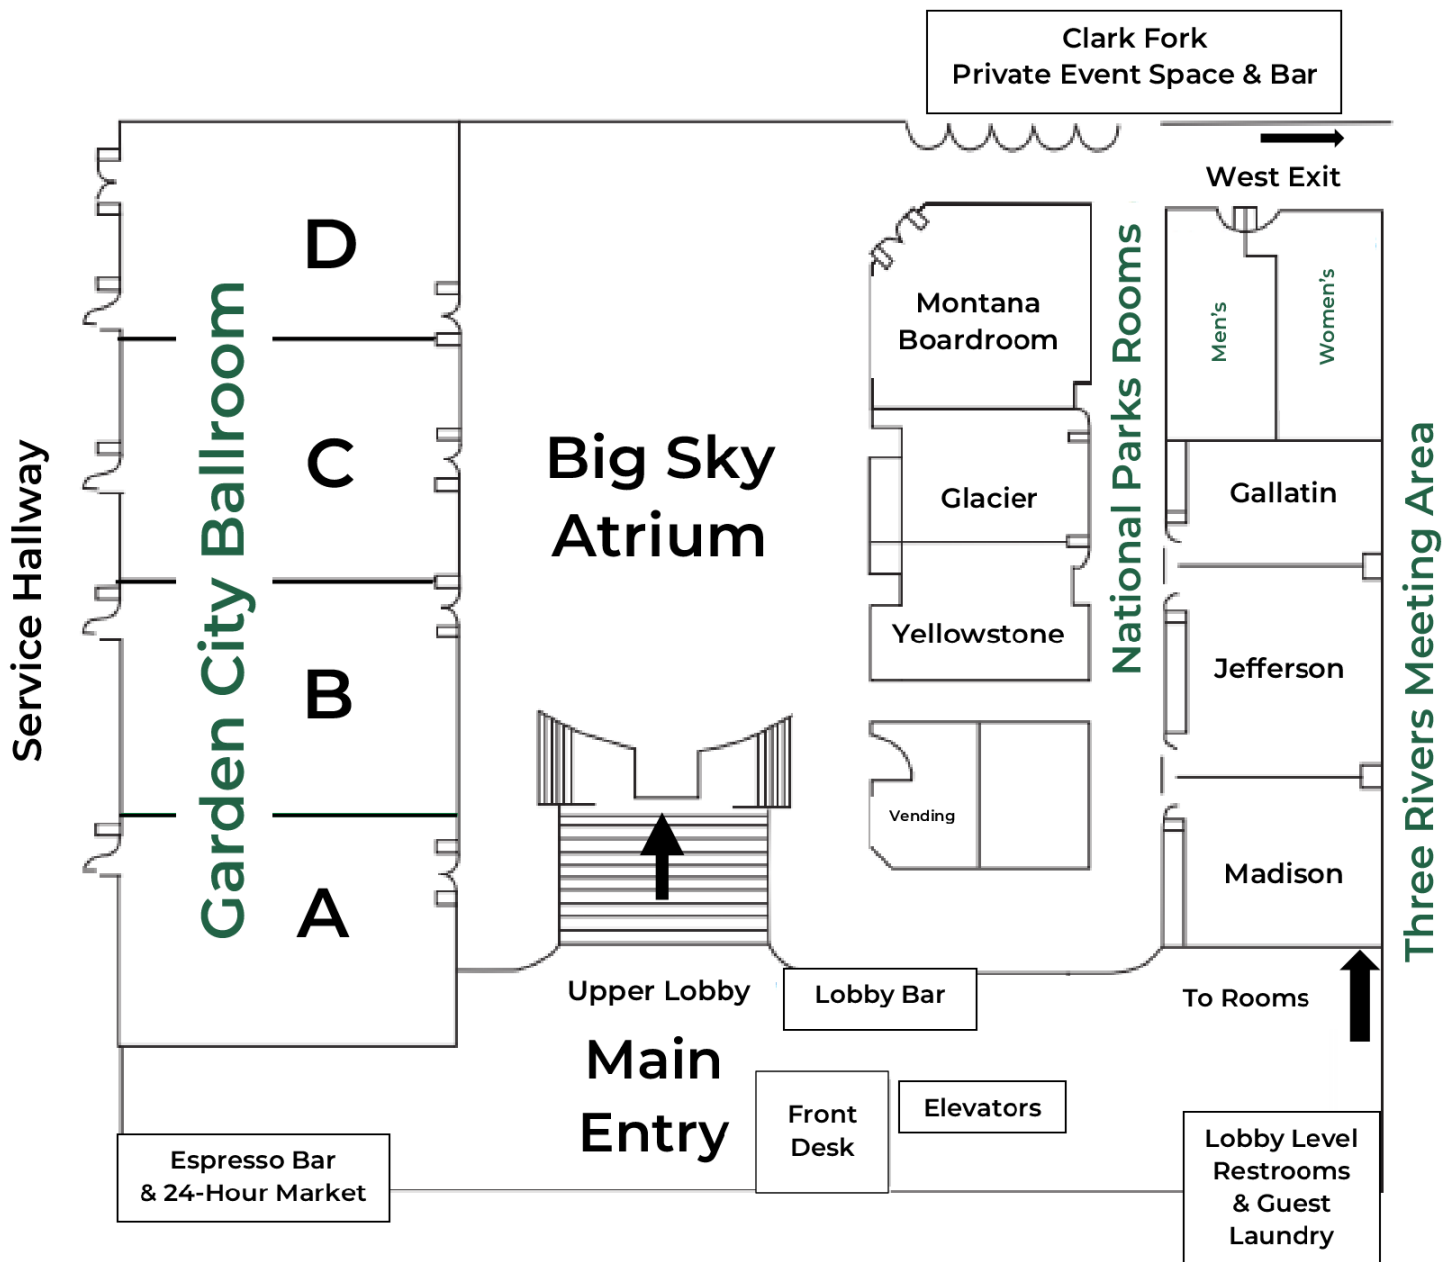 Clark Fork
Private Event Space & Bar
West Exit
D
Montana
Boardroom
Men's
Women's
Garden City Ballroom
National Parks Rooms
Service Hallway
C
Big Sky
Atrium
Glacier
Gallatin
Three Rivers Meeting Area
Yellowstone
Jefferson
B
Vending
Madison
A
Upper Lobby
Lobby Bar
To Rooms
Main
Entry
Front
Desk
Elevators
Espresso Bar
& 24-Hour Market
Lobby Level
Restrooms
& Guest
Laundry